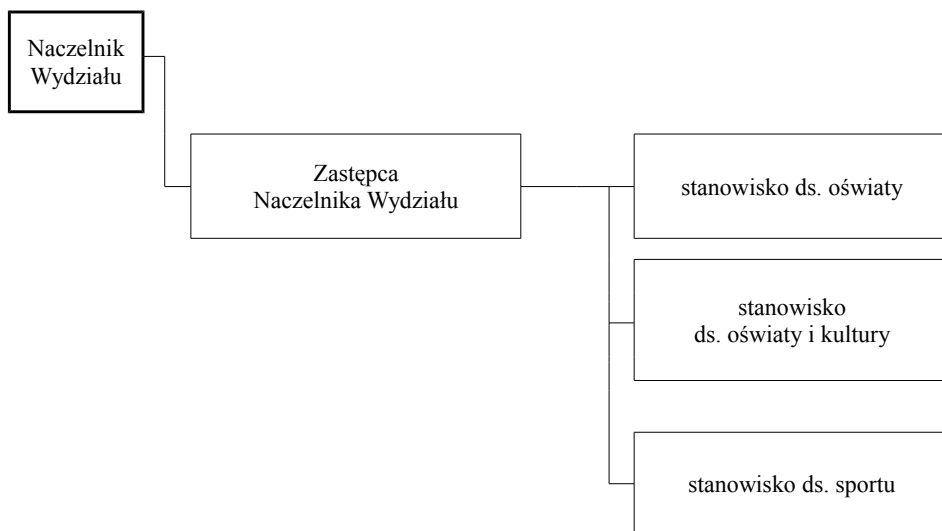 Naczelnik
Wydziału
Zastępca
Naczelnika Wydziału
stanowisko ds. oświaty
stanowisko
ds. oświaty i kultury
stanowisko ds. sportu